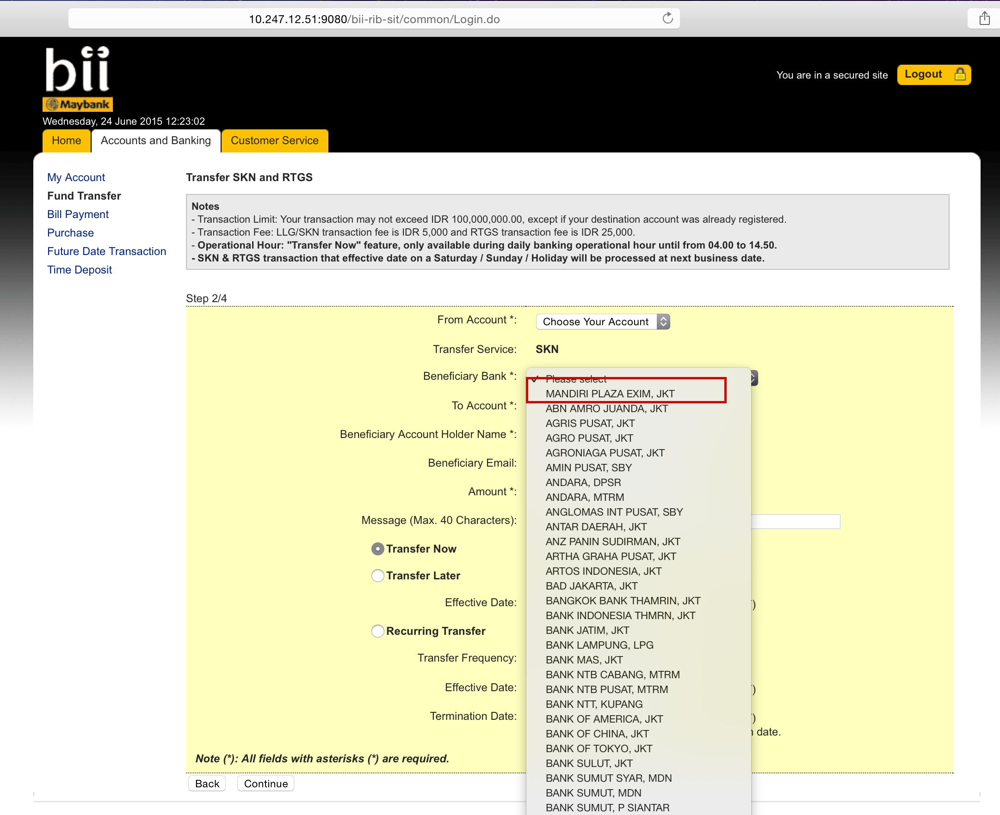 10.247.12.51:9080/bii-rib-sit/common/Login.do
bii
Maybank
You are in a secured site
Logout
Wednesday, 24 June 2015 12:23:02
Home
Accounts and Banking
Customer Service
My Account
Fund Transfer
Bill Payment
Purchase
Future Date Transaction
Time Deposit
Transfer SKN and RTGS
Notes
- Transaction Limit: Your transaction may not exceed IDR 100,000,000.00, except if your destination account was already registered.
- Transaction Fee: LLG/SKN transaction fee is IDR 5,000 and RTGS transaction fee is IDR 25,000.
- Operational Hour: "Transfer Now" feature, only available during daily banking operational hour until from 04.00 to 14.50.
- SKN & RTGS transaction that effective date on a Saturday / Sunday / Holiday will be processed at next business date.
Step 2/4
From Account *:
Choose Your Account
Transfer Service:
SKN
Beneficiary Bank *:
To Account *:
Beneficiary Account Holder Name *:
Beneficiary Email:
Amount *:
Message (Max. 40 Characters):
Transfer Now
Transfer Later
Effective Date:
)
Recurring Transfer
Transfer Frequency:
Effective Date:
)
Termination Date:
)
date.
✓ Please select
MANDIRI PLAZA EXIM, JKT
ABN AMRO JUANDA, JKT
AGRIS PUSAT, JKT
AGRO PUSAT, JKT
AGRONIAGA PUSAT, JKT
AMIN PUSAT, SBY
ANDARA, DPSR
ANDARA, MTRM
ANGLOMAS INT PUSAT, SBY
ANTAR DAERAH, JKT
ANZ PANIN SUDIRMAN, JKT
ARTHA GRAHA PUSAT, JKT
ARTOS INDONESIA, JKT
BAD JAKARTA, JKT
BANGKOK BANK THAMRIN, JKT
BANK INDONESIA THMRN, JKT
BANK JATIM, JKT
BANK LAMPUNG, LPG
BANK MAS, JKT
BANK NTB CABANG, MTRM
BANK NTB PUSAT, MTRM
BANK NTT, KUPANG
BANK OF AMERICA, JKT
BANK OF CHINA, JKT
BANK OF TOKYO, JKT
BANK SULUT, JKT
BANK SUMUT SYAR, MDN
BANK SUMUT, MDN
BANK SUMUT, P SIANTAR
Note (*): All fields with asterisks (*) are required.
Back
Continue